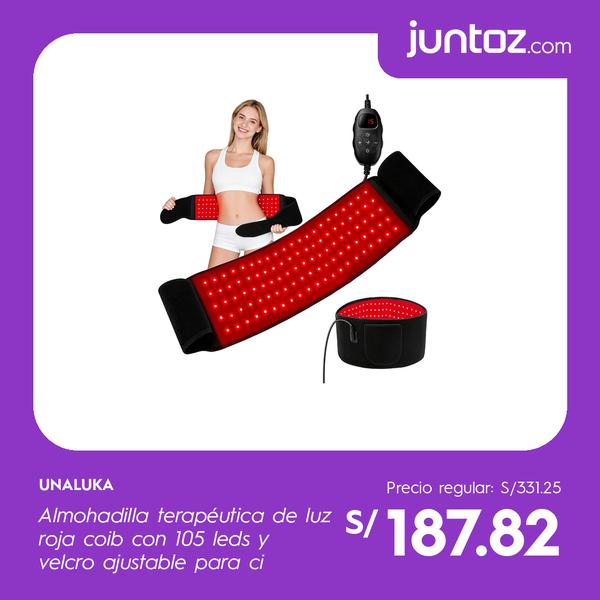 juntoz.com
15
UNALUKA
Almohadilla terapéutica de luz
roja coib con 105 leds y
velcro ajustable para ci
Precio regular: S/331.25
S/187.82